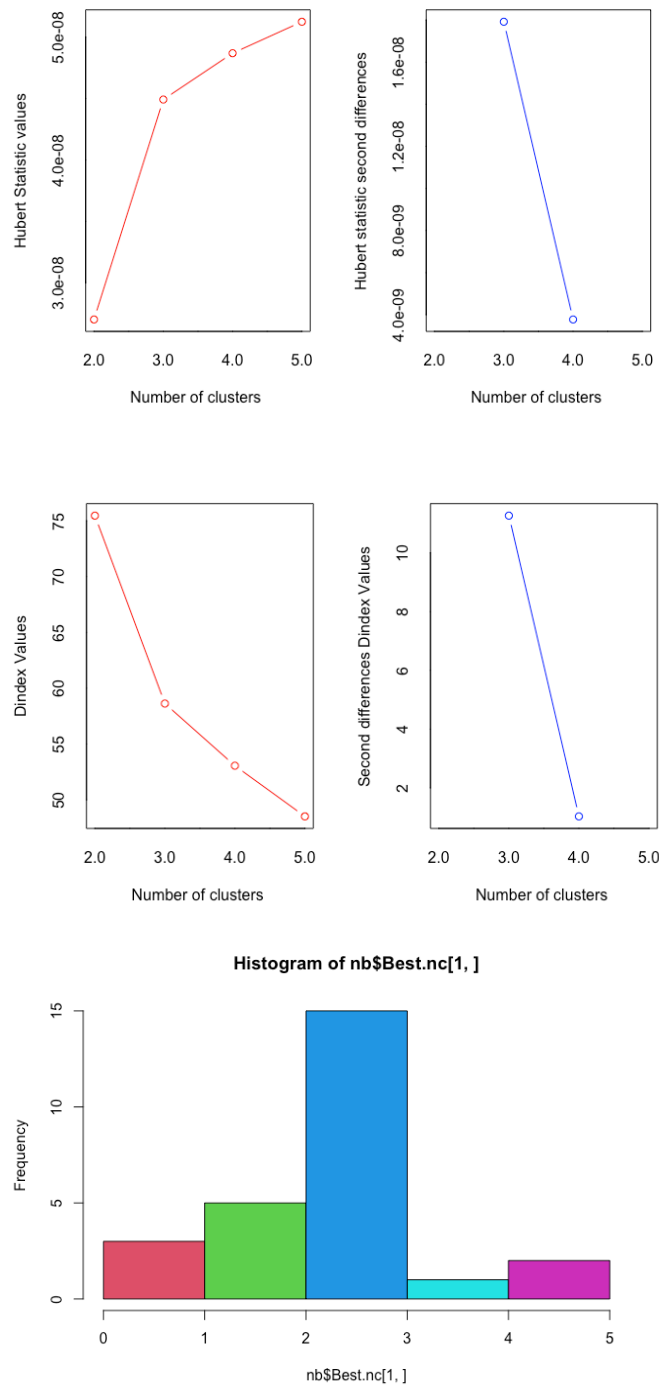 Hubert Statistic values
5.0e-08
4.0e-08
3.0e-08
2.0 3.0 4.0 5.0
Number of clusters
Hubert statistic second differences
1.6e-08
1.2e-08
8.0e-09
4.0e-09
2.0 3.0 4.0 5.0
Number of clusters
Dindex Values
75
70
65
60
55
50
2.0 3.0 4.0 5.0
Number of clusters
Second differences Dindex Values
10
8
6
4
2
2.0 3.0 4.0 5.0
Number of clusters
Histogram of nb$Best.nc[1, ]
Frequency
15
10
5
0
0 1 2 3 4 5
nb$Best.nc[1, ]